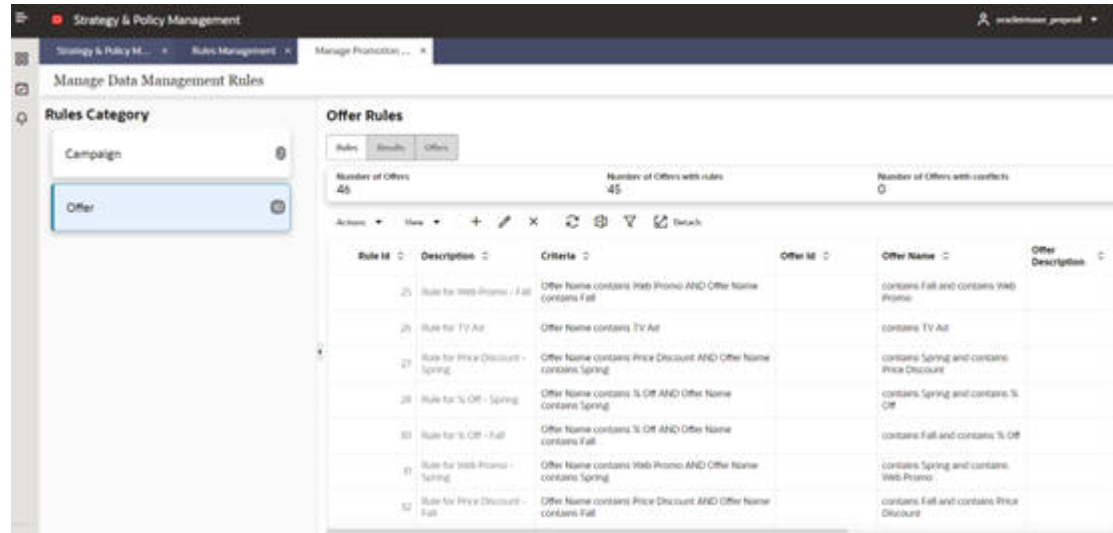 Strategy & Policy Management
Strategy & Policy M...
Rules Management
Manage Promotion ...
Manage Data Management Rules
Rules Category
Campaign
Offer
Offer Rules
Rules Results Offers
Number of Offers
46
Number of Offers with rules
45
Number of Offers with conflicts
0
Actions View Detach
Rule Id Description Criteria Offer Id Offer Name Offer Description
25 Rule for Web Promo - Fall Offer Name contains Web Promo AND Offer Name contains Fall contains Fall and contains Web Promo
26 Rule for TV Ad Offer Name contains TV Ad contains TV Ad
27 Rule for Price Discount - Spring Offer Name contains Price Discount AND Offer Name contains Spring contains Spring and contains Price Discount
28 Rule for % Off - Spring Offer Name contains % Off AND Offer Name contains Spring contains Spring and contains % Off
30 Rule for % Off - Fall Offer Name contains % Off AND Offer Name contains Fall contains Fall and contains % Off
31 Rule for Web Promo - Spring Offer Name contains Web Promo AND Offer Name contains Spring contains Spring and contains Web Promo
32 Rule for Price Discount - Fall Offer Name contains Price Discount AND Offer Name contains Fall contains Fall and contains Price Discount